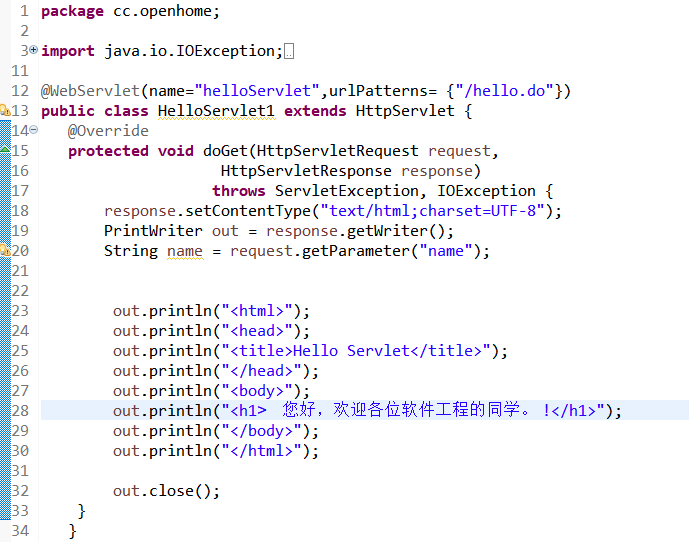 1 package cc.openhome;
2
3 import java.io.IOException;
11
12 @WebServlet(name="helloServlet",urlPatterns= {"/hello.do"})
13 public class HelloServlet1 extends HttpServlet {
14 @Override
15 protected void doGet(HttpServletRequest request,
16 HttpServletResponse response)
17 throws ServletException, IOException {
18 response.setContentType("text/html;charset=UTF-8");
19 PrintWriter out = response.getWriter();
20 String name = request.getParameter("name");
21
22
23 out.println("<html>");
24 out.println("<head>");
25 out.println("<title>Hello Servlet</title>");
26 out.println("</head>");
27 out.println("<body>");
28 out.println("<h1> 您好，欢迎各位软件工程的同学。!</h1>");
29 out.println("</body>");
30 out.println("</html>");
31
32 out.close();
33 }
34 }